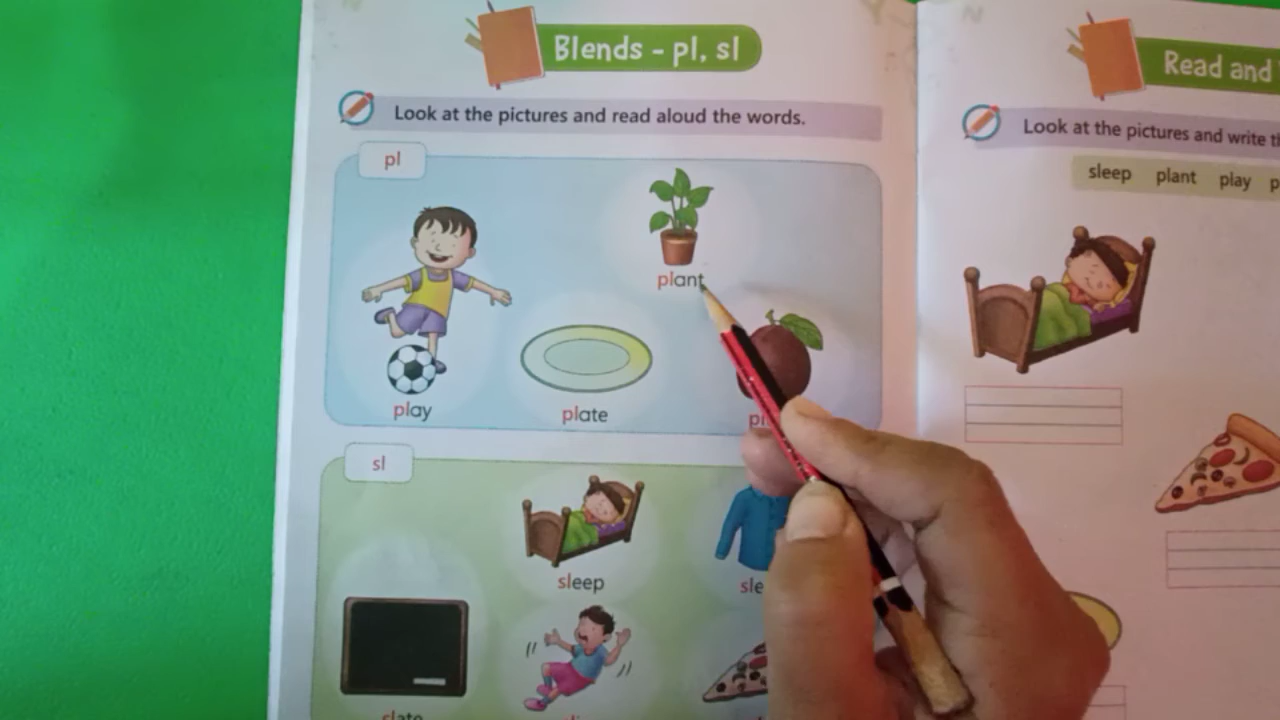 Blends - pl, sl
Look at the pictures and read aloud the words.
pl
plant
play
plate
sl
sleep
slate
Read and
Look at the pictures and write
sleep plant play